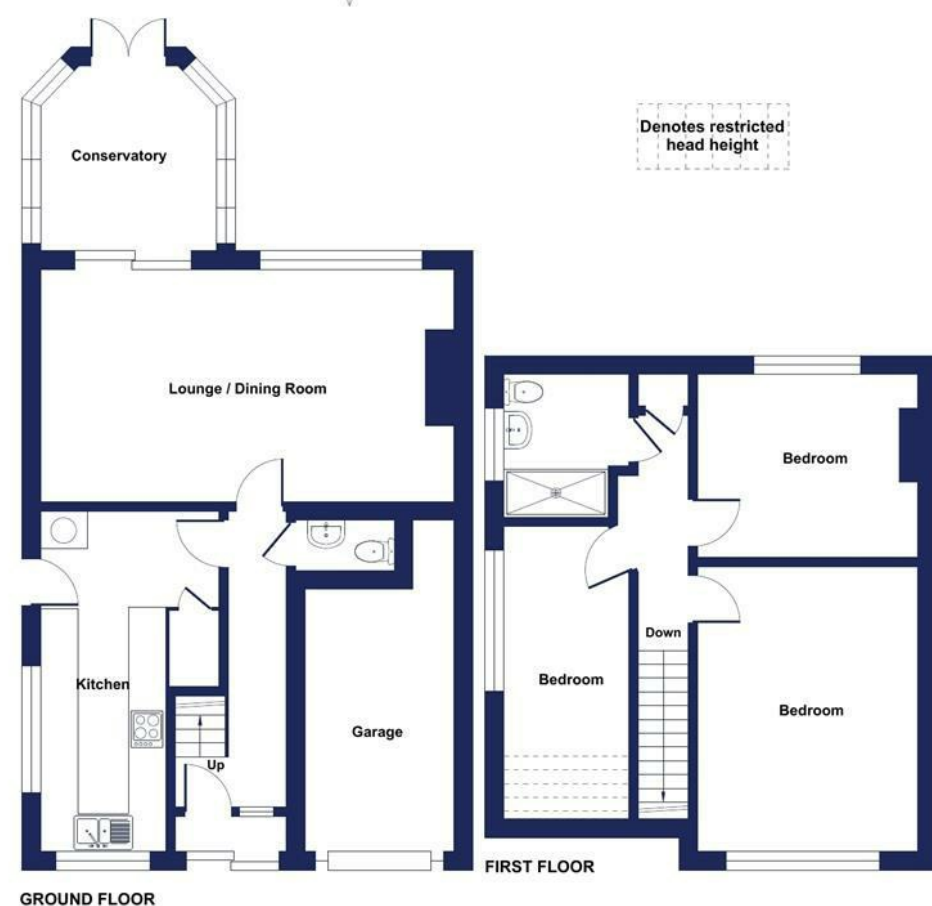 Conservatory
Denotes restricted
head height
Lounge / Dining Room
Kitchen
Up
Garage
GROUND FLOOR
Bedroom
Down
Bedroom
Bedroom
FIRST FLOOR